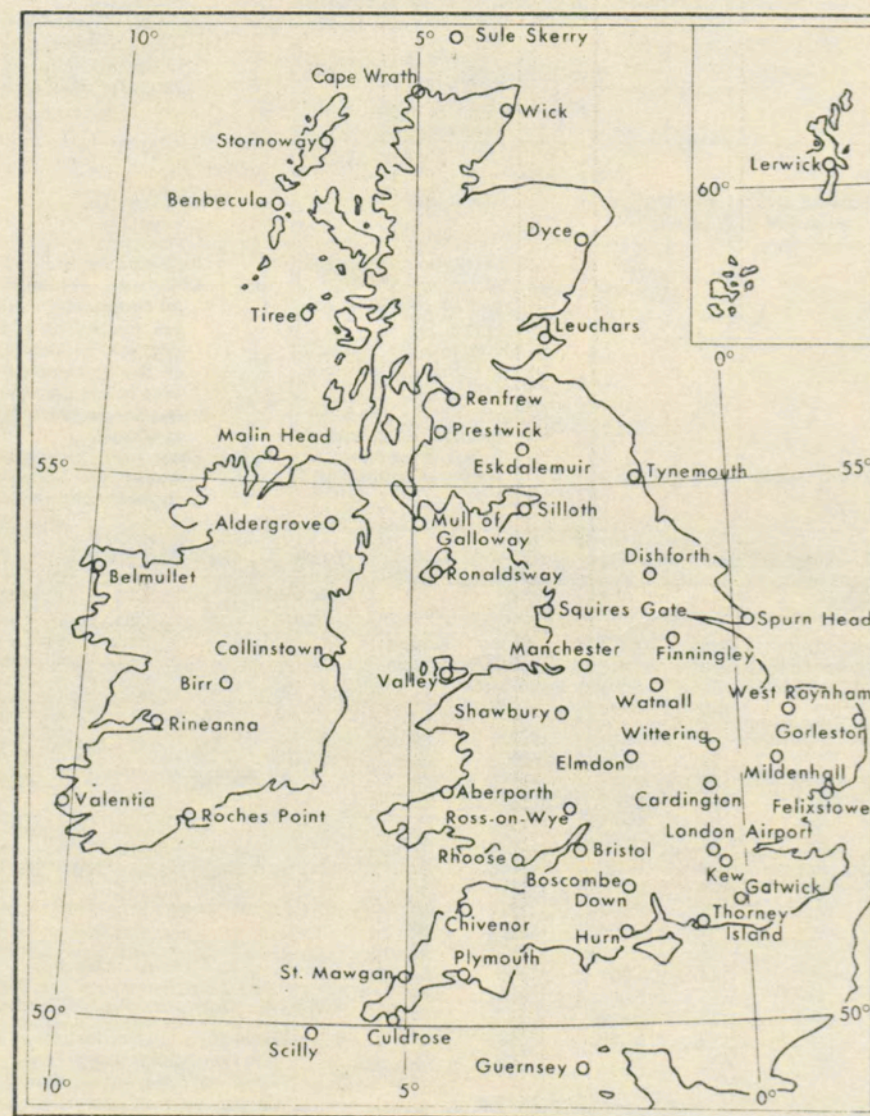 10°
5°
Sule Skerry
Cape Wrath
Wick
Stornoway
Lerwick
60°
Benbecula
Dyce
Tiree
Leuchars
0°
Renfrew
Malin Head
Prestwick
Eskdalemuir
55°
Tynemouth
55°
Aldergrove
Mull of
Galloway
Silloth
Belmullet
Ronaldsway
Dishforth
Squires Gate
Spurn Head
Collinstown
Manchester
Finningley
Birr
Valley
Watnall
West Raynham
Rineanna
Shawbury
Wittering
Gorleston
Elmdon
Mildenhall
Valentia
Aberporth
Cardington
Felixstowe
Roches Point
Ross-on-Wye
London Airport
Rhoose
Bristol
Kew
Boscombe
Down
Gatwick
Chivenor
Hurn
Thorney
Island
St. Mawgan
Plymouth
50°
50°
Scilly
Culdrose
Guernsey
10°
5°
0°